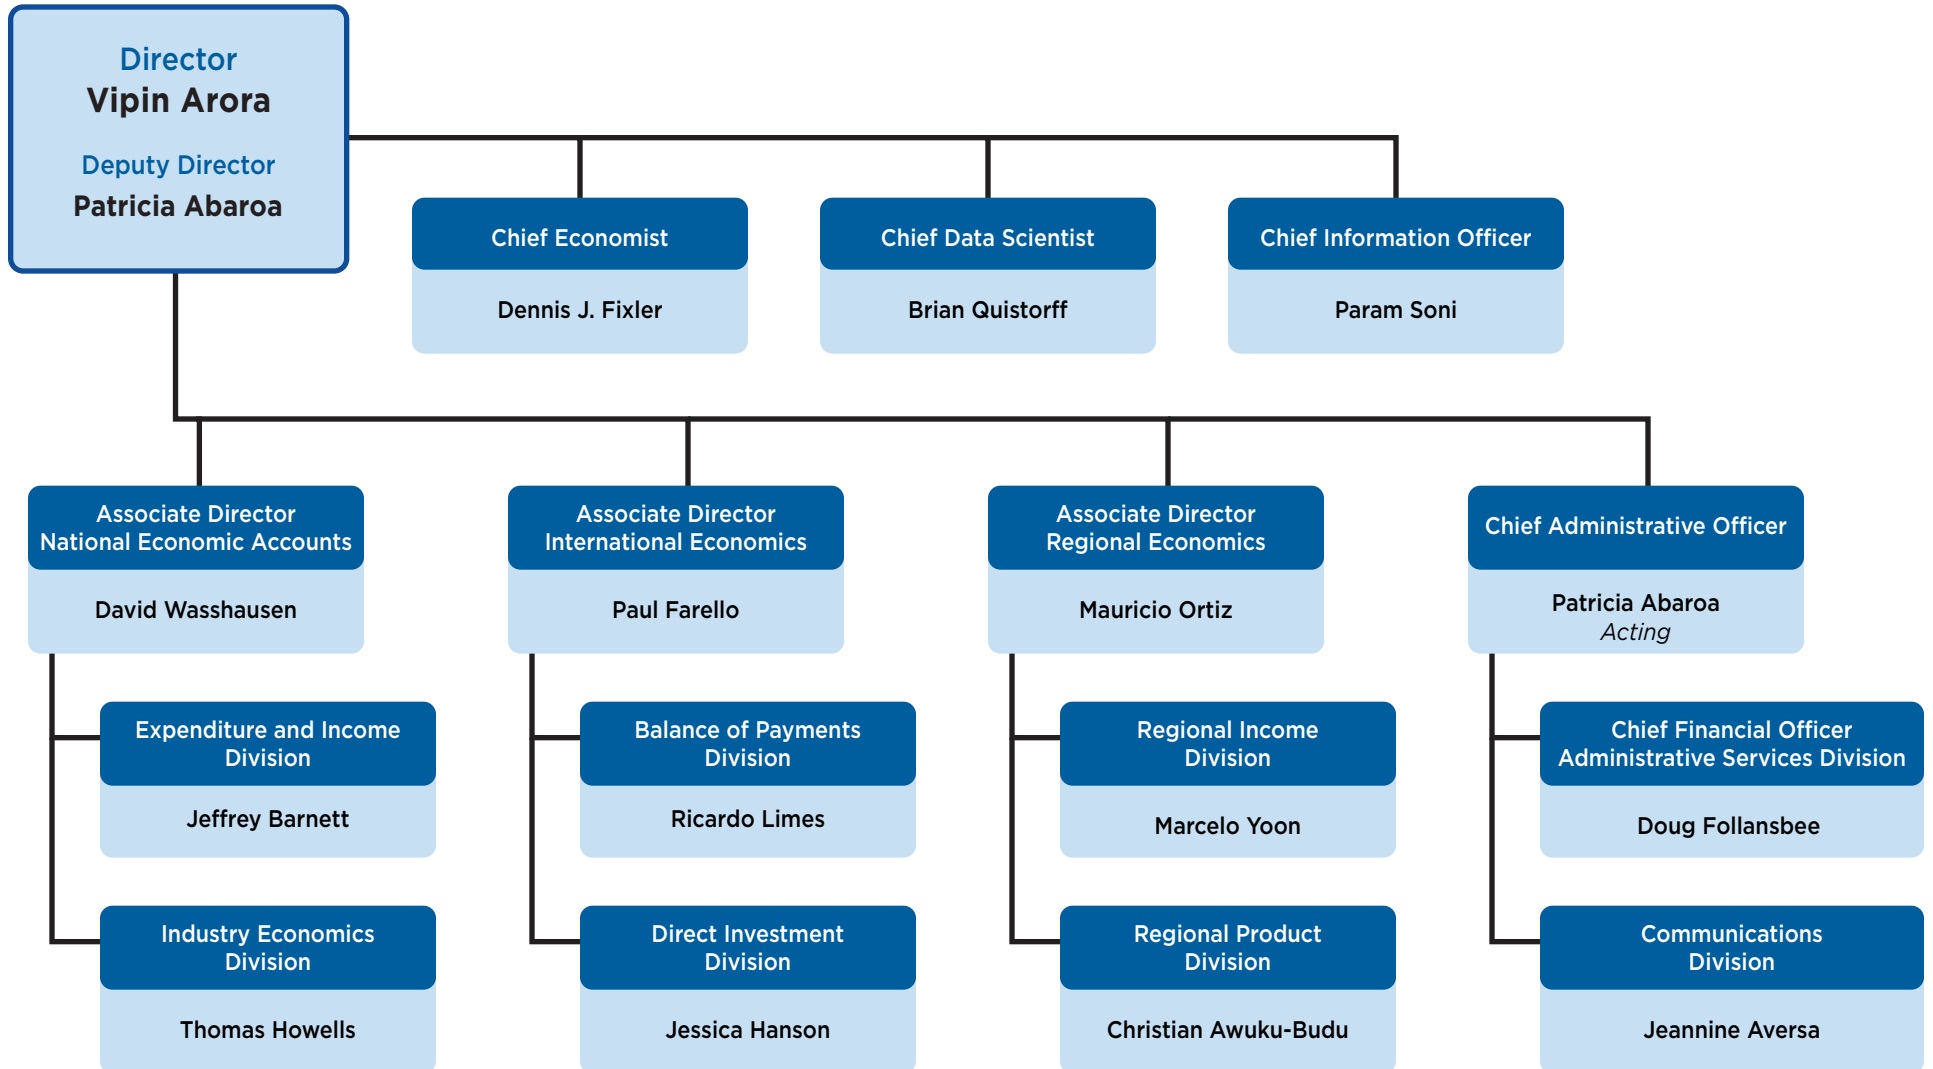 Director
Vipin Arora
Deputy Director
Patricia Abaroa
Chief Economist
Dennis J. Fixler
Chief Data Scientist
Brian Quistorff
Chief Information Officer
Param Soni
Associate Director
National Economic Accounts
David Wasshausen
Associate Director
International Economics
Paul Farello
Associate Director
Regional Economics
Mauricio Ortiz
Chief Administrative Officer
Patricia Abaroa
Acting
Expenditure and Income
Division
Jeffrey Barnett
Balance of Payments
Division
Ricardo Limes
Regional Income
Division
Marcelo Yoon
Chief Financial Officer
Administrative Services Division
Doug Follansbee
Industry Economics
Division
Thomas Howells
Direct Investment
Division
Jessica Hanson
Regional Product
Division
Christian Awuku-Budu
Communications
Division
Jeannine Aversa